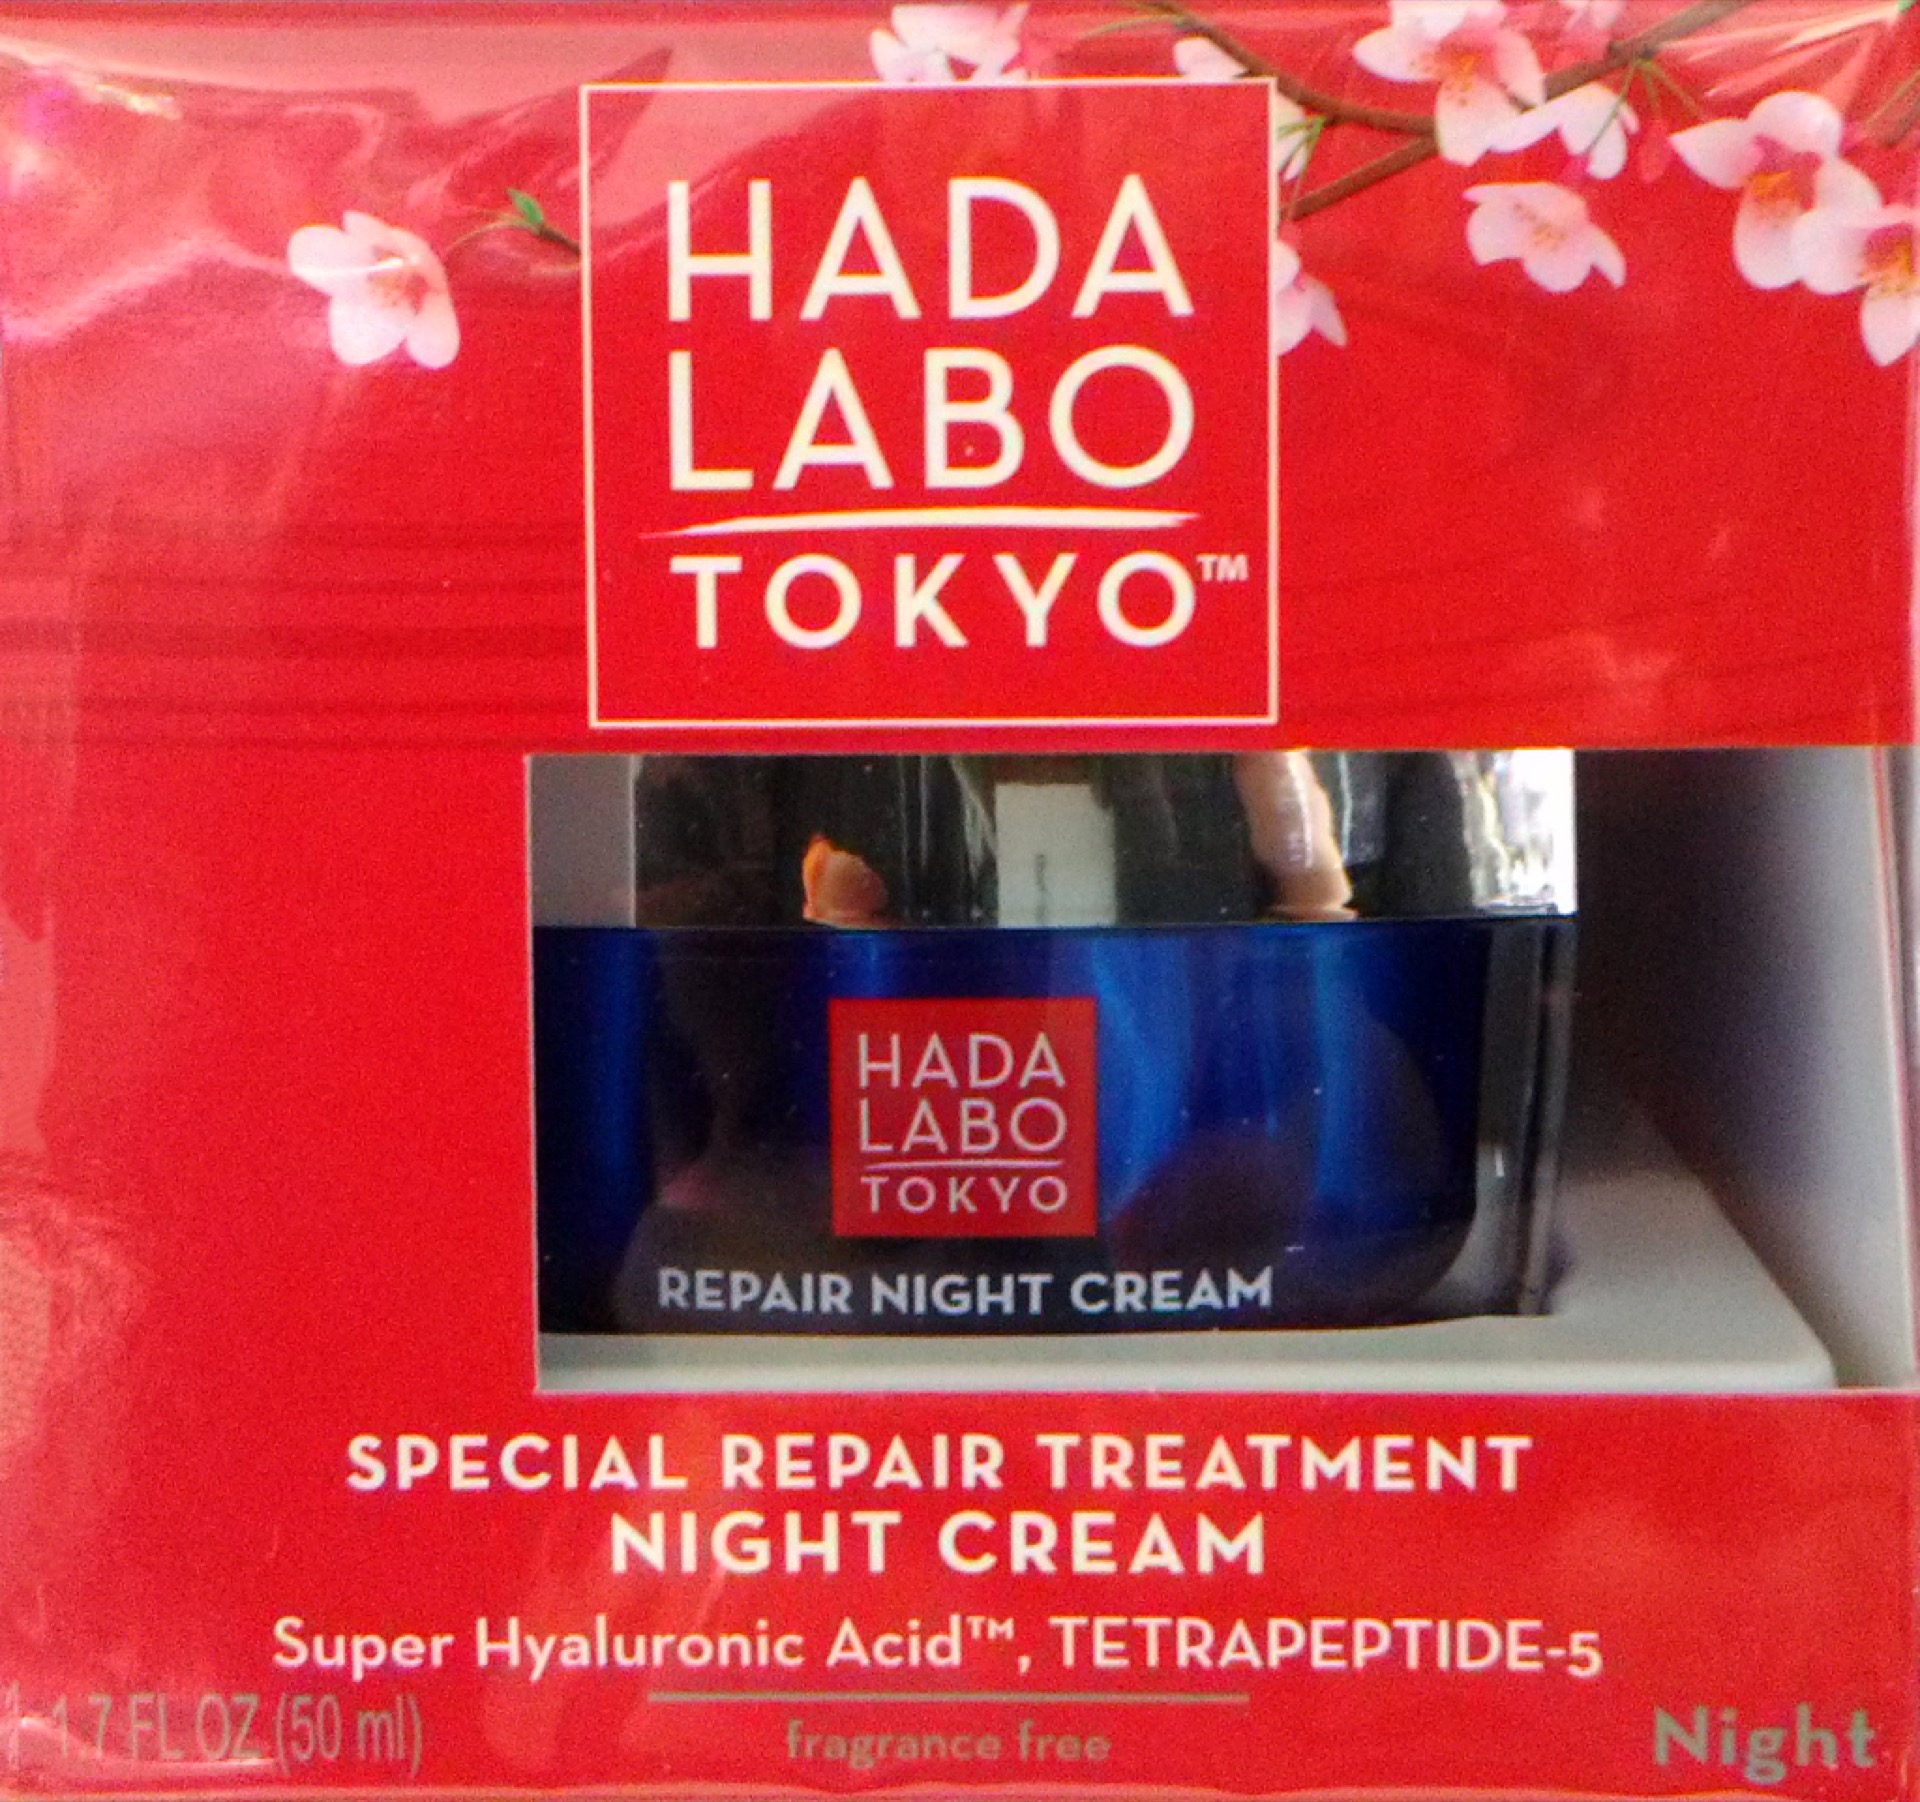 HADA
LABO
TOKYO™
HADA
LABO
TOKYO
REPAIR NIGHT CREAM
SPECIAL REPAIR TREATMENT
NIGHT CREAM
Super Hyaluronic Acid™, TETRAPEPTIDE-5
1.7 FL OZ (50 ml)
fragrance free
Night